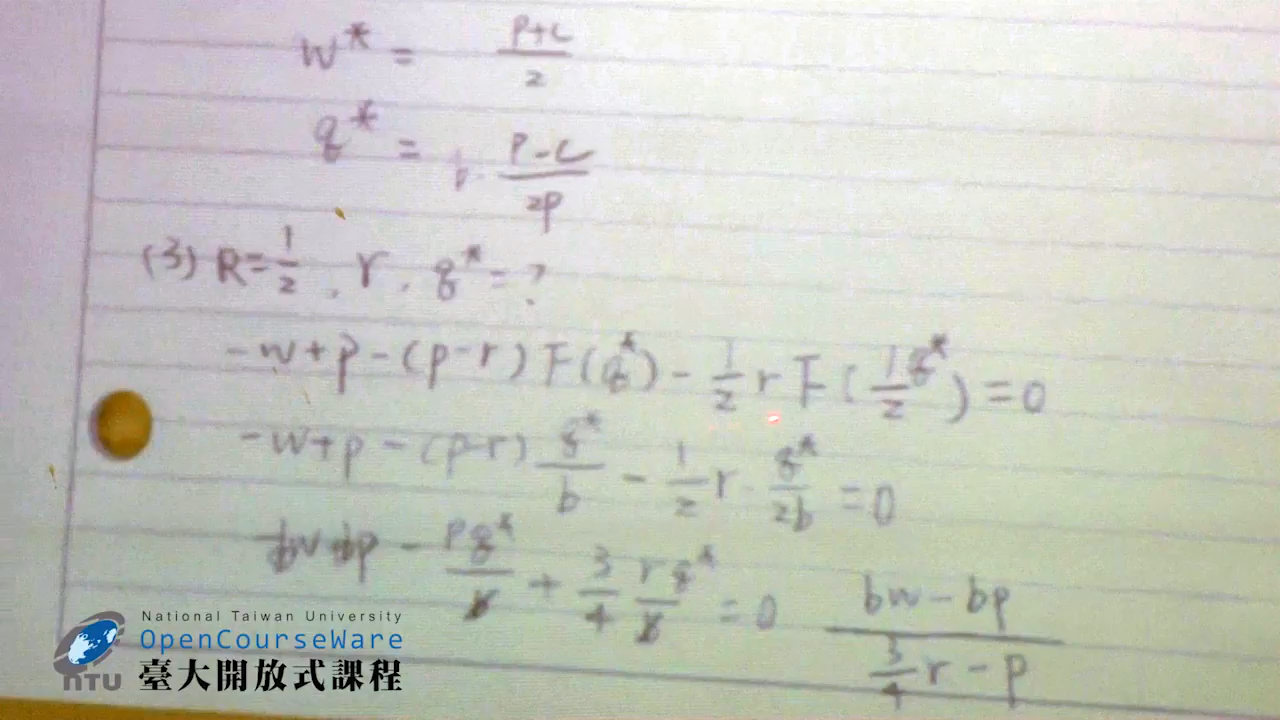 w* = p+c/2
q* = b · p-c/2p
(3) R=1/2, r, q* = ?
-w+p-(p-r)F(q*) - 1/2 r F(1/2 q*) = 0
-w+p-(p-r) q*/b - 1/2 r · q*/2b = 0
-bw+bp - pq*/b + 3/4 rq*/b = 0
bw-bp / 3/4 r-p
National Taiwan University
OpenCourseWare
NTU 臺大開放式課程